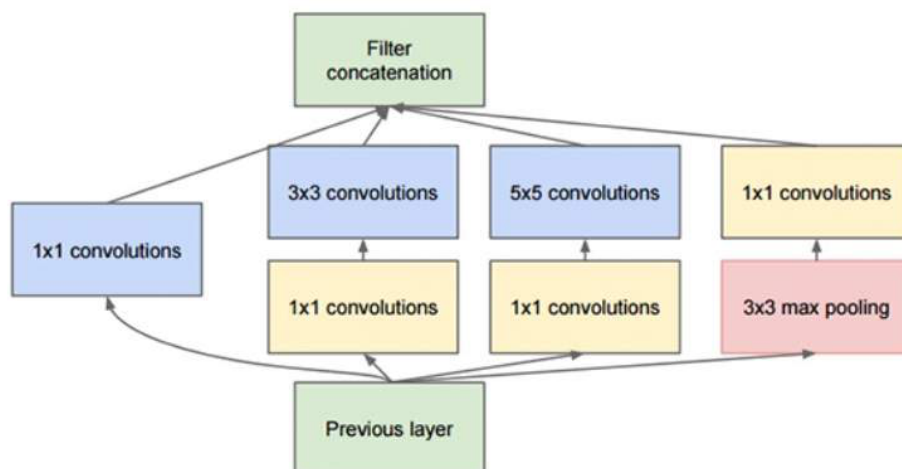 Filter
concatenation
3x3 convolutions
5x5 convolutions
1x1 convolutions
1x1 convolutions
1x1 convolutions
1x1 convolutions
3x3 max pooling
Previous layer